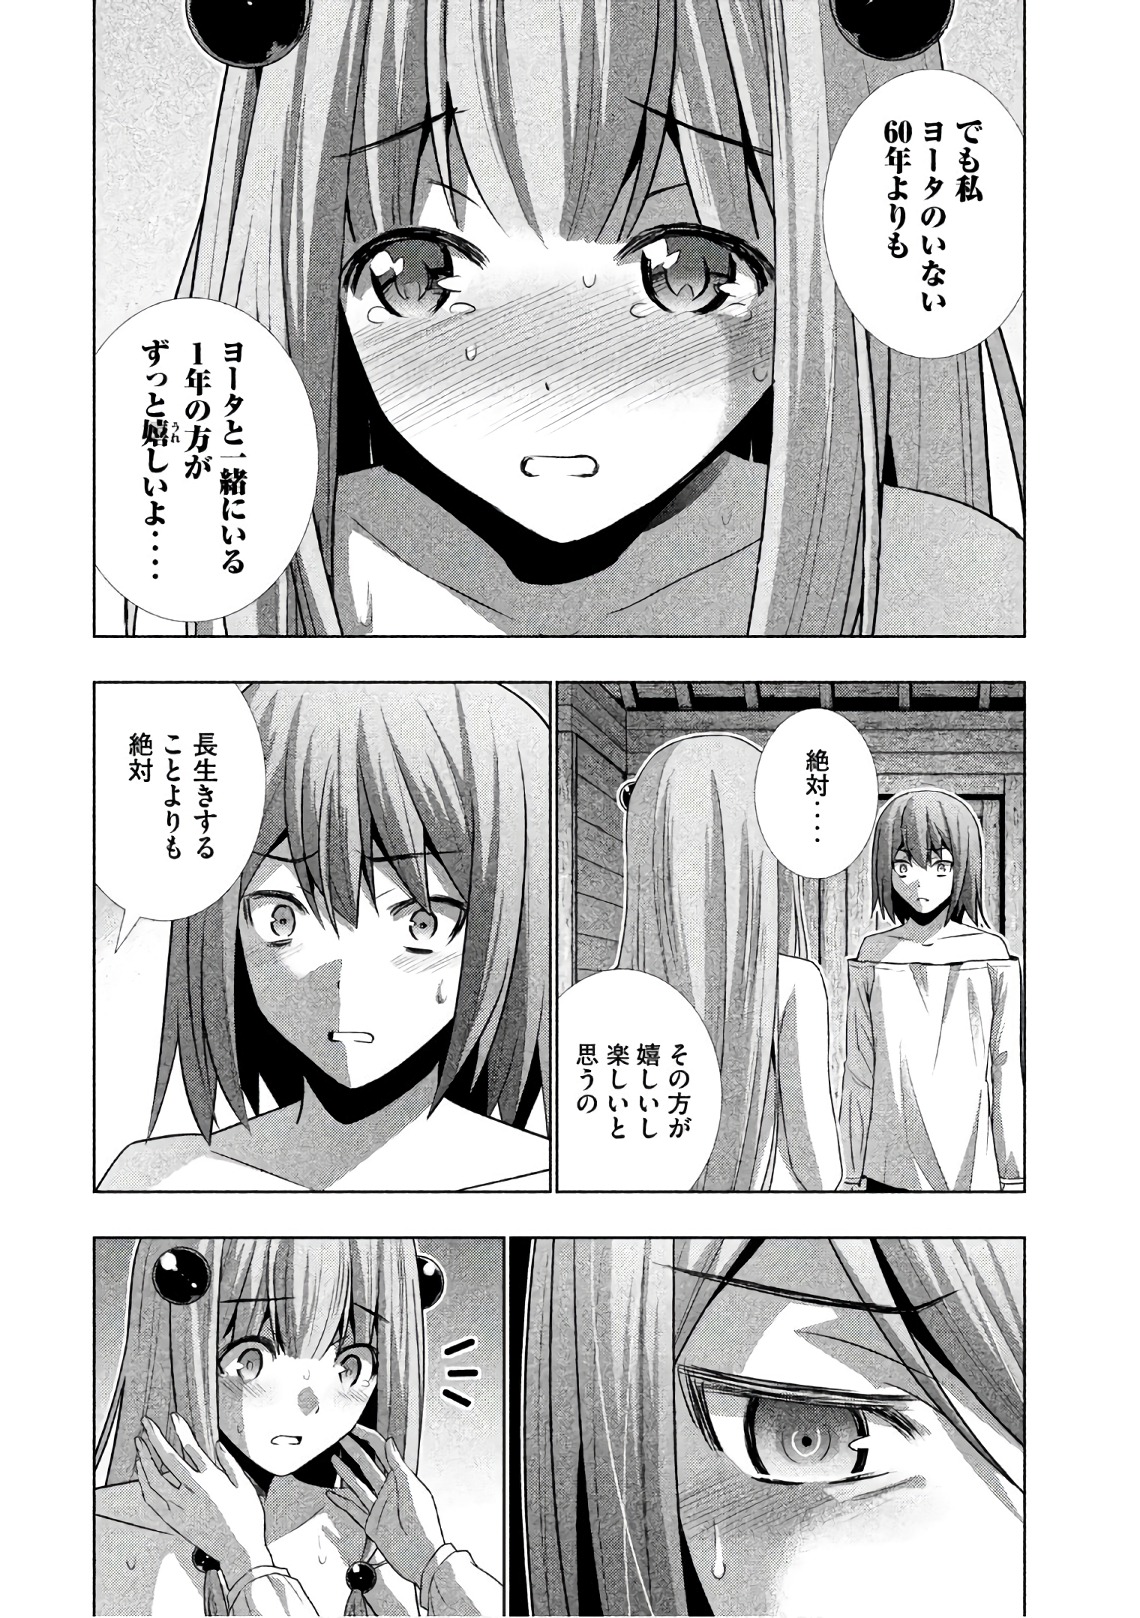 でも私
ヨータのいない
60年よりも
ヨータと一緒にいる
1年の方が
ずっと嬉しいよ‥‥
うれ
絶対‥‥
その方が
嬉しいし
楽しいと
思うの
長生きする
ことよりも
絶対